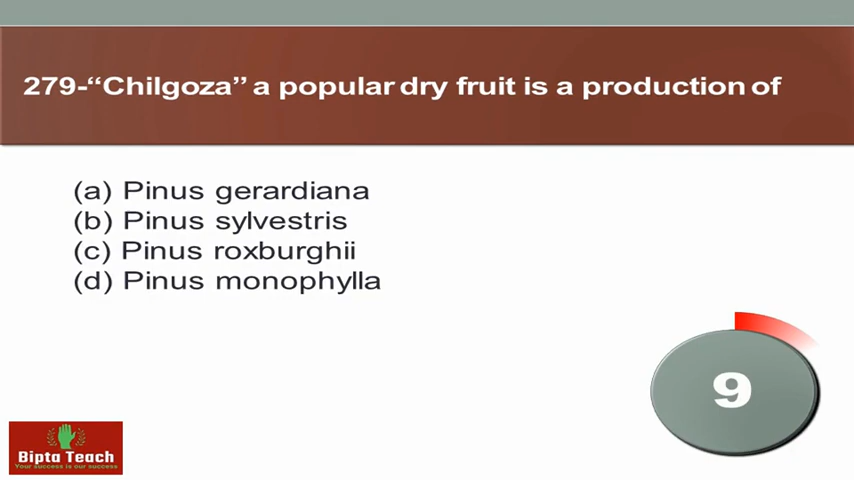 279-“Chilgoza” a popular dry fruit is a production of
(a) Pinus gerardiana
(b) Pinus sylvestris
(c) Pinus roxburghii
(d) Pinus monophylla
9
Bipta Teach
Your success is our success